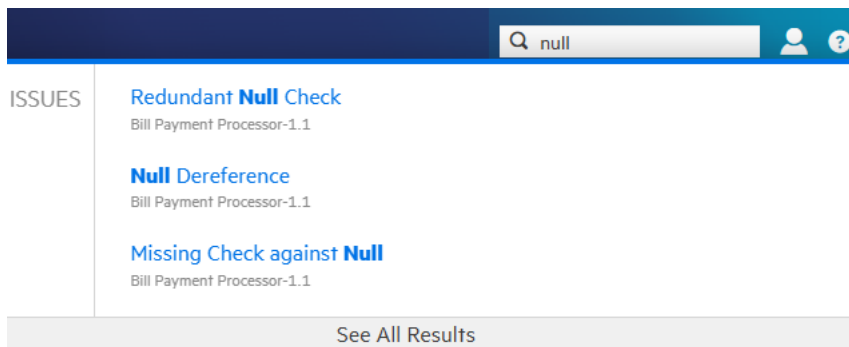 null
?
ISSUES
Redundant Null Check
Bill Payment Processor-1.1
Null Dereference
Bill Payment Processor-1.1
Missing Check against Null
Bill Payment Processor-1.1
See All Results